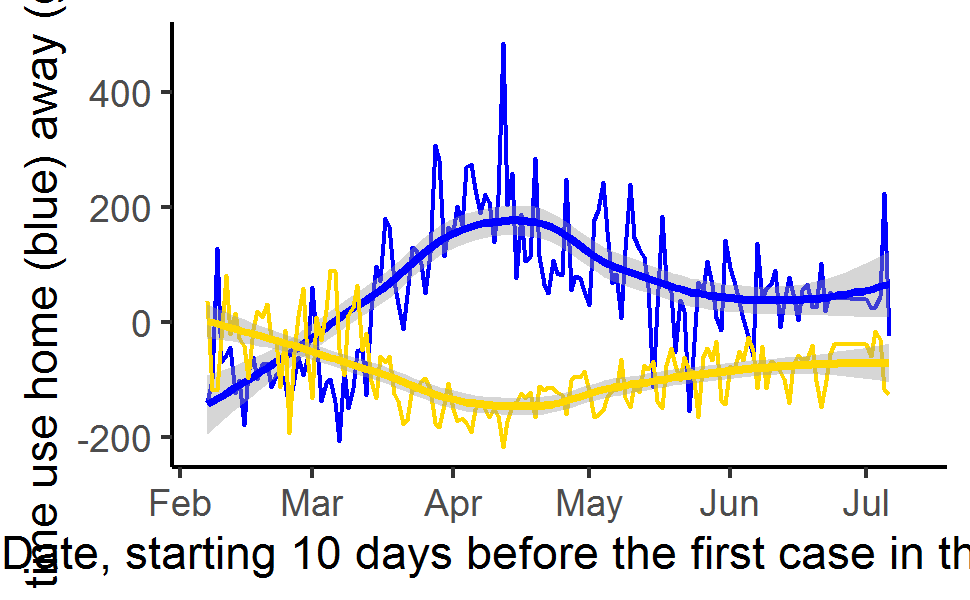 time use home (blue) away (
400
200
0
-200
Feb Mar Apr May Jun Jul
Date, starting 10 days before the first case in th